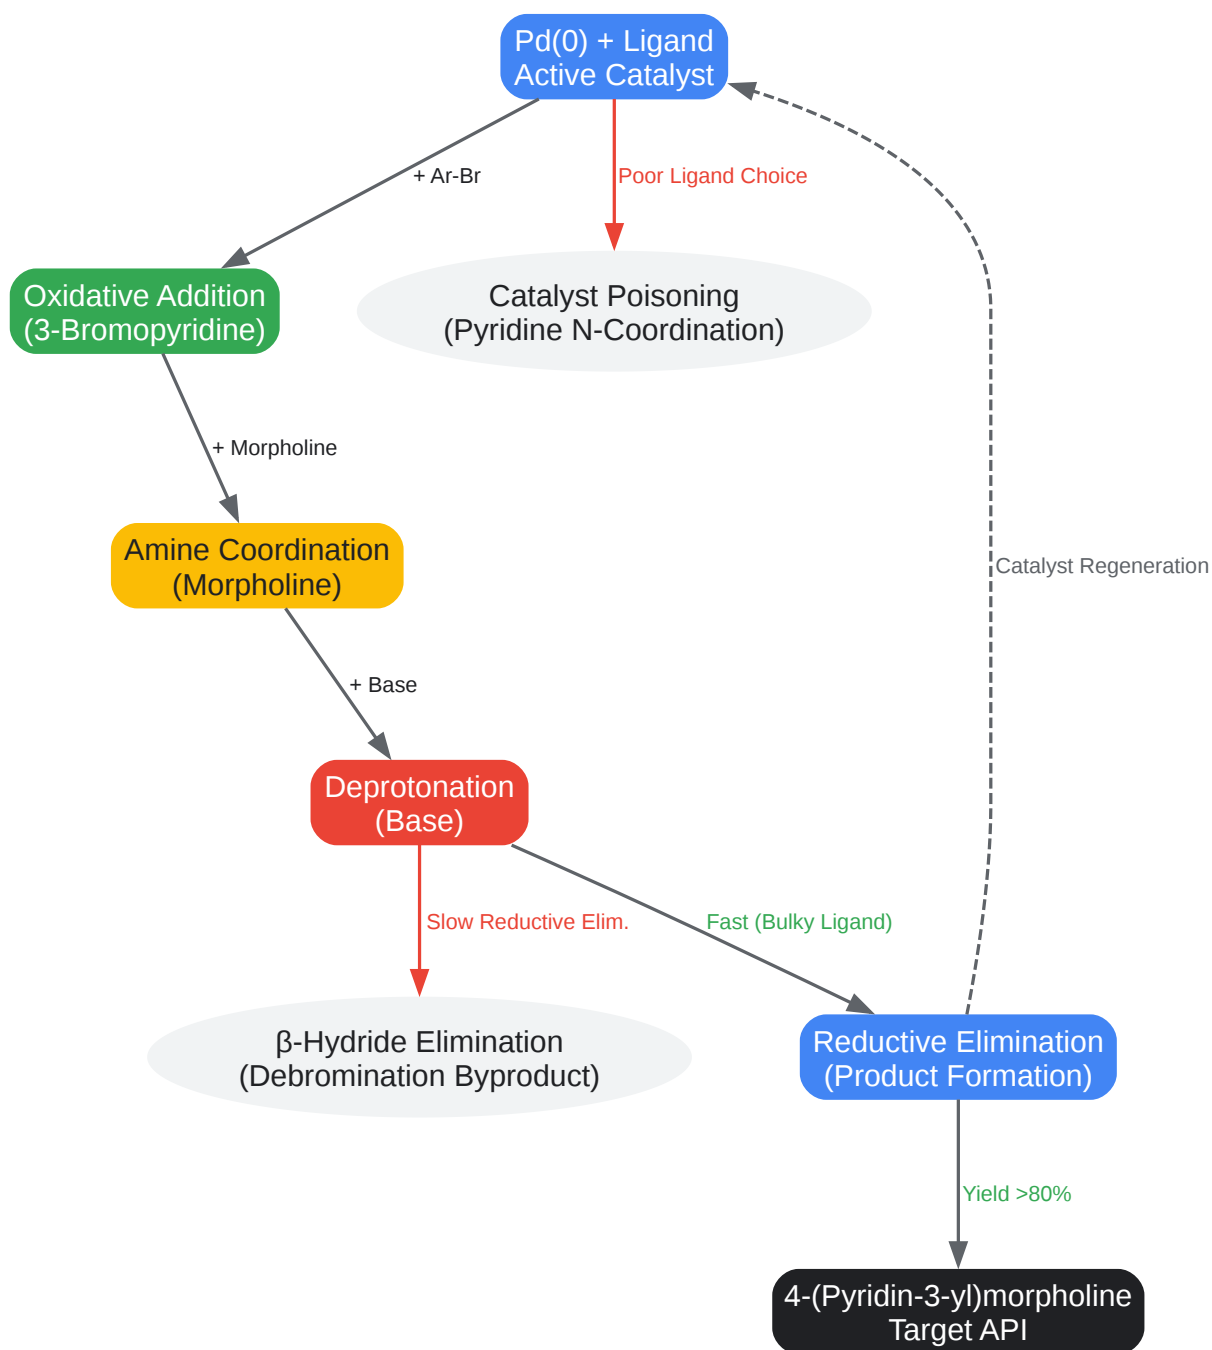 Pd(0) + Ligand
Active Catalyst
+ Ar-Br
Poor Ligand Choice
Oxidative Addition
(3-Bromopyridine)
Catalyst Poisoning
(Pyridine N-Coordination)
+ Morpholine
Amine Coordination
(Morpholine)
Catalyst Regeneration
+ Base
Deprotonation
(Base)
Slow Reductive Elim.
Fast (Bulky Ligand)
β-Hydride Elimination
(Debromination Byproduct)
Reductive Elimination
(Product Formation)
Yield >80%
4-(Pyridin-3-yl)morpholine
Target API